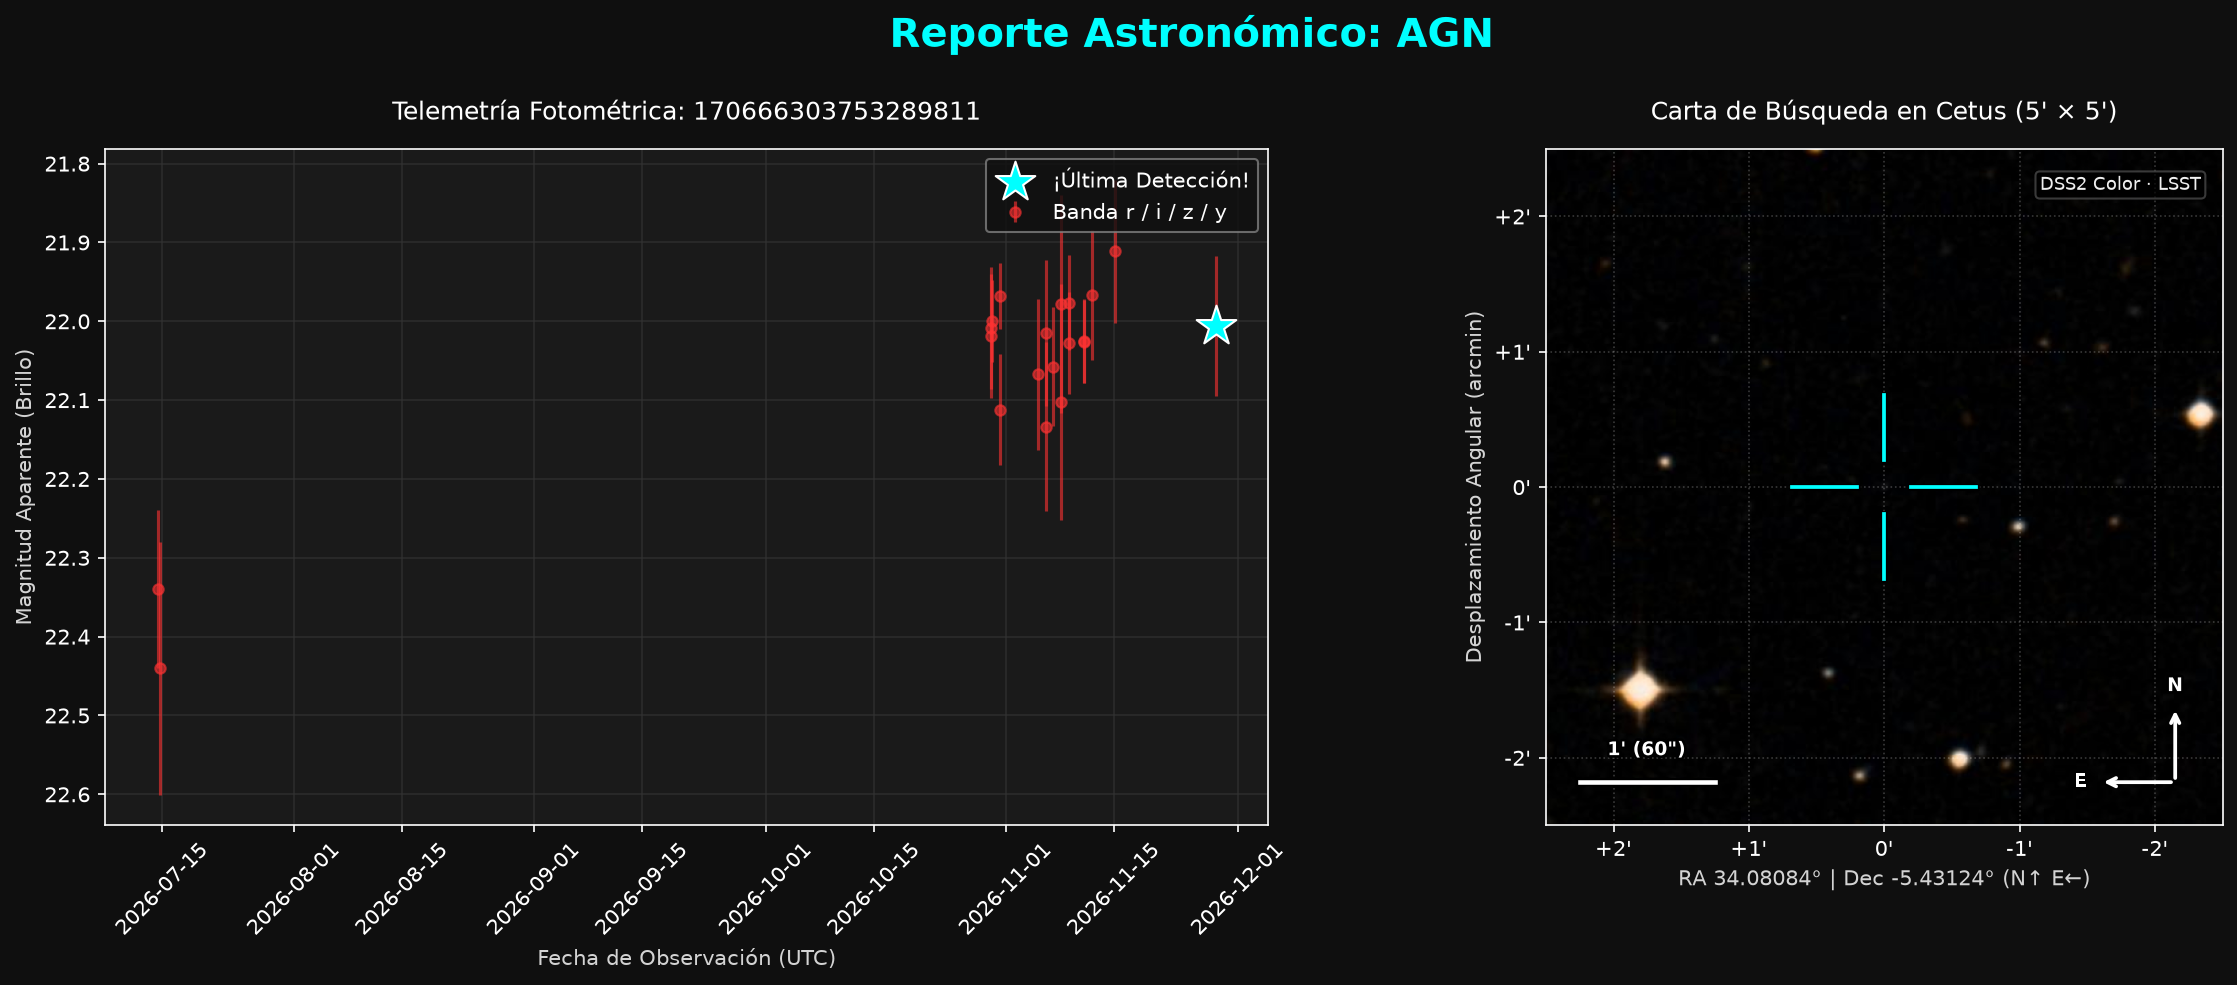 Reporte Astronómico: AGN
Telemetría Fotométrica: 170666303753289811
Magnitud Aparente (Brillo)
21.8
21.9
22.0
22.1
22.2
22.3
22.4
22.5
22.6
¡Última Detección!
Banda r / i / z / y
2026-07-15
2026-08-01
2026-08-15
2026-09-01
2026-09-15
2026-10-01
2026-10-15
2026-11-01
2026-11-15
2026-12-01
Fecha de Observación (UTC)
Carta de Búsqueda en Cetus (5' × 5')
Desplazamiento Angular (arcmin)
+2'
+1'
0'
-1'
-2'
DSS2 Color · LSST
N
E
1' (60")
+2'
+1'
0'
-1'
-2'
RA 34.08084° | Dec -5.43124° (N↑ E←)